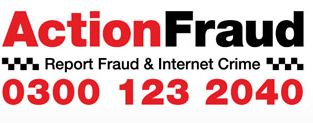 ActionFraud
Report Fraud & Internet Crime
0300 123 2040